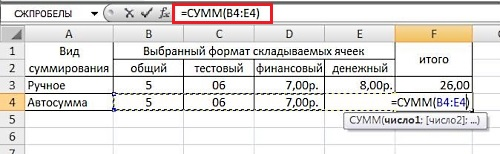 СЖПРОБЕЛЫ =СУММ(B4:E4)
A B C D E F
1 Вид суммирования Выбранный формат складываемых ячеек итого
2 общий тестовый финансовый денежный
3 Ручное 5 06 7,00р. 8,00р. 26,00
4 Автосумма 5 06 7,00р. =СУММ(B4:E4)
5 СУММ(число1; [число2]; ...)